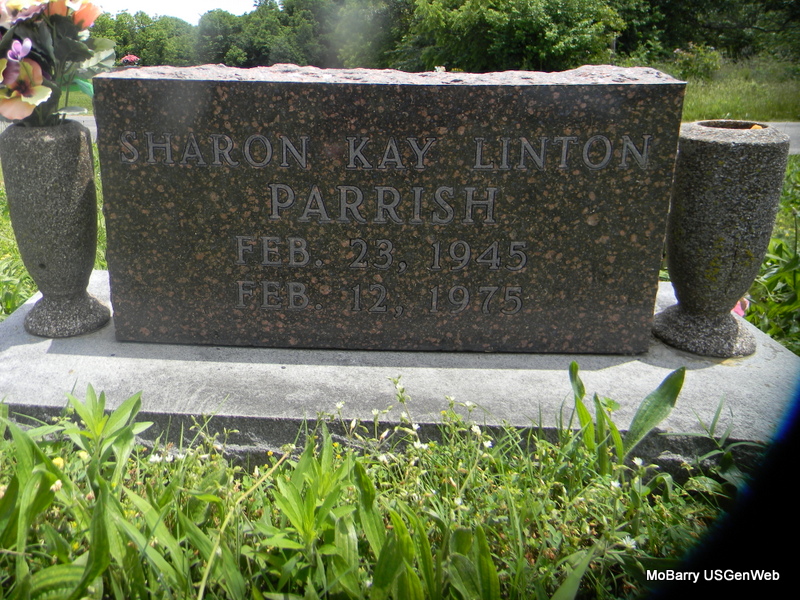 SHARON KAY LINTON
PARRISH
FEB. 23, 1945
FEB. 12, 1975
MoBarry USGenWeb